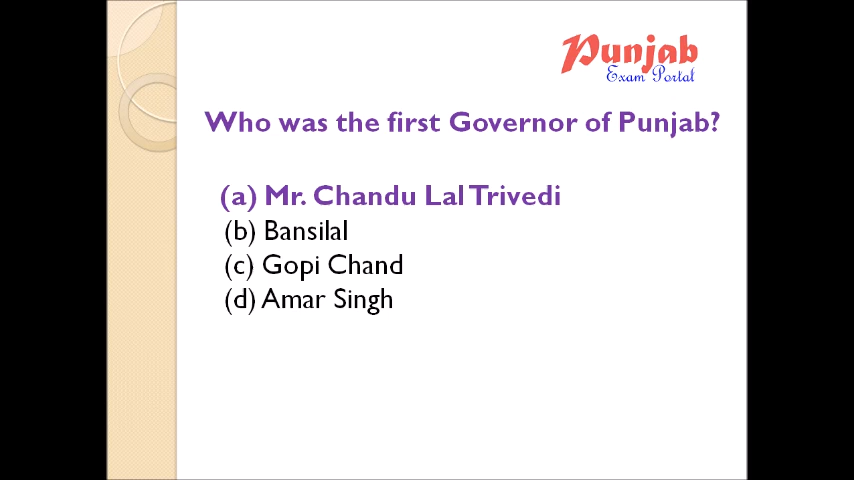 Punjab
Exam Portal
Who was the first Governor of Punjab?
(a) Mr. Chandu Lal Trivedi
(b) Bansilal
(c) Gopi Chand
(d) Amar Singh